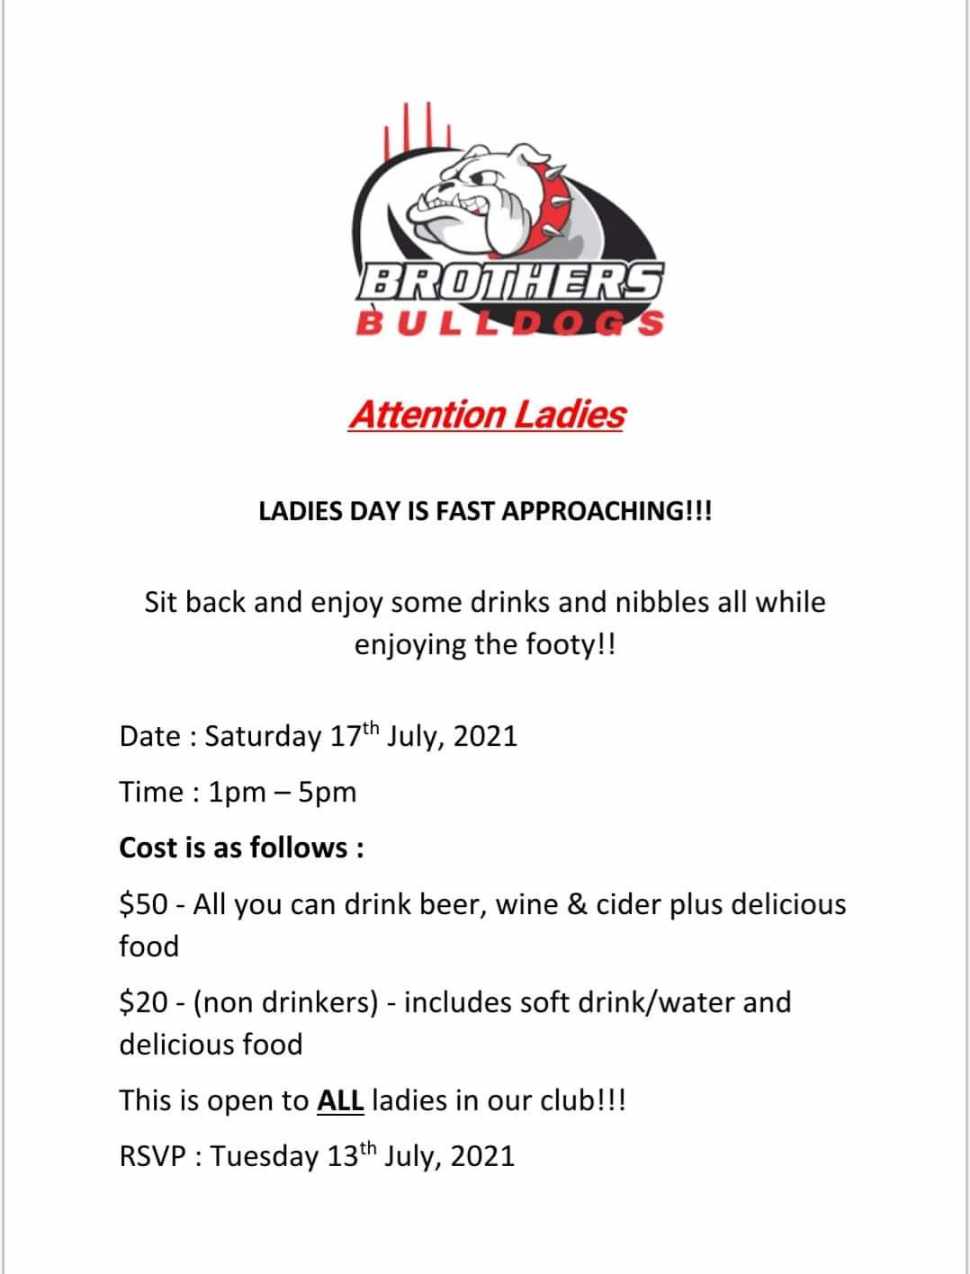 BROTHERS
BULLDOGS
Attention Ladies
LADIES DAY IS FAST APPROACHING!!!
Sit back and enjoy some drinks and nibbles all while
enjoying the footy!!
Date : Saturday 17th July, 2021
Time : 1pm – 5pm
Cost is as follows :
$50 - All you can drink beer, wine & cider plus delicious
food
$20 - (non drinkers) - includes soft drink/water and
delicious food
This is open to ALL ladies in our club!!!
RSVP : Tuesday 13th July, 2021